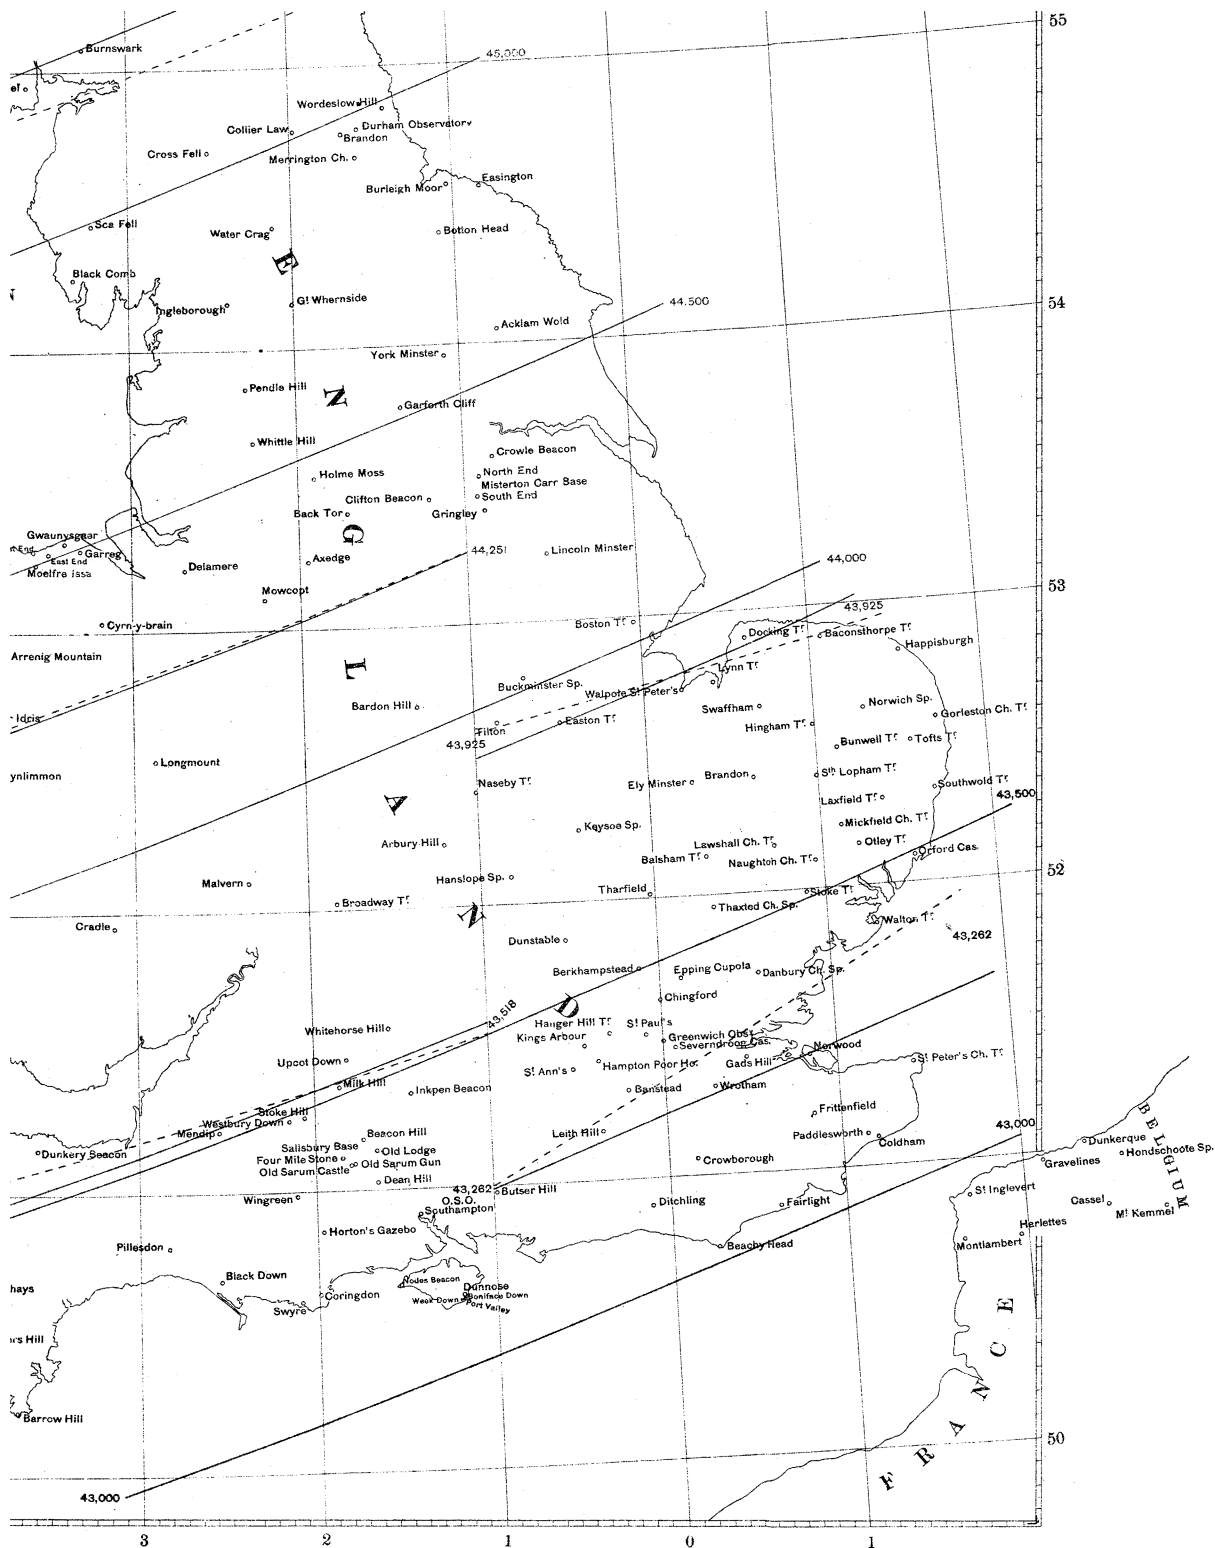 55
Burnswark
45,000
Wordeslow Hill
Durham Observatory
Collier Law
Brandon
Cross Fell
Merrington Ch.
Easington
Burleigh Moor
Sca Fell
Water Crag
Botton Head
E
Black Comb
Ingleborough
Gt Whernside
44.500
54
Acklam Wold
York Minster
Pendle Hill
N
Garforth Cliff
Whittle Hill
Crowle Beacon
Holme Moss
North End
Misterton Carr Base
Clifton Beacon
South End
Back Tor
Gringley
G
Gwaunysgaer
Garreg
East End
Moelfre issa
Delamere
Axedge
44,251
Lincoln Minster
44,000
53
Mowcopt
43,925
Cyrn-y-brain
Boston Tr.
Docking Tr.
Baconsthorpe Tr.
Happisburgh
Arrenig Mountain
L
Lynn Tr.
Buckminster Sp.
Walpole St Peter's
Bardon Hill
Swaffham
Norwich Sp.
Gorleston Ch. Tr.
Idris
Tilton
Easton Tr.
Hingham Tr.
43,925
Bunwell Tr.
Tofts Tr.
Longmount
ynlimmon
Naseby Tr.
Ely Minster
Brandon
Sth Lopham Tr.
Southwold Tr.
43,500
A
Laxfield Tr.
Keysoe Sp.
Mickfield Ch. Tr.
Arbury Hill
Lawshall Ch. Tr.
Otley Tr.
Balsham Tr.
Naughton Ch. Tr.
Orford Cas.
52
Malvern
Hanslope Sp.
Tharfield
Stoke Tr.
Broadway Tr.
Thaxted Ch. Sp.
N
Cradle
Walton Tr.
43,262
Dunstable
Berkhampstead
Epping Cupola
Danbury Ch. Sp.
Chingford
D
43,518
Whitehorse Hill
Hanger Hill Tr.
St Paul's
Kings Arbour
Greenwich Obs.
Severndroog Cas.
Norwood
Upcot Down
St Ann's
Hampton Poor Ho.
Gads Hill
St Peter's Ch. Tr.
Milk Hill
Inkpen Beacon
Banstead
Wrotham
Stoke Hill
Frittenfield
Westbury Down
Mendip
Beacon Hill
Leith Hill
Paddlesworth
Coldham
43,000
BELGIUM
Dunkerque
Salisbury Base
Old Lodge
Hondschoote Sp.
Dunkery Beacon
Four Mile Stone
Old Sarum Gun
Crowborough
Gravelines
Old Sarum Castle
Dean Hill
43,262
Butser Hill
St Inglevert
Wingreen
O.S.O.
Southampton
Ditchling
Fairlight
Cassel
Mt Kemmel
Harlettes
Horton's Gazebo
Pillesdon
Beachy Head
Montlambert
Black Down
Nodes Beacon
Dunnose
hays
Coringdon
Week Down
Boniface Down
Port Valley
Swyre
rs Hill
FRANCE
Barrow Hill
50
43,000
3 2 1 0 1